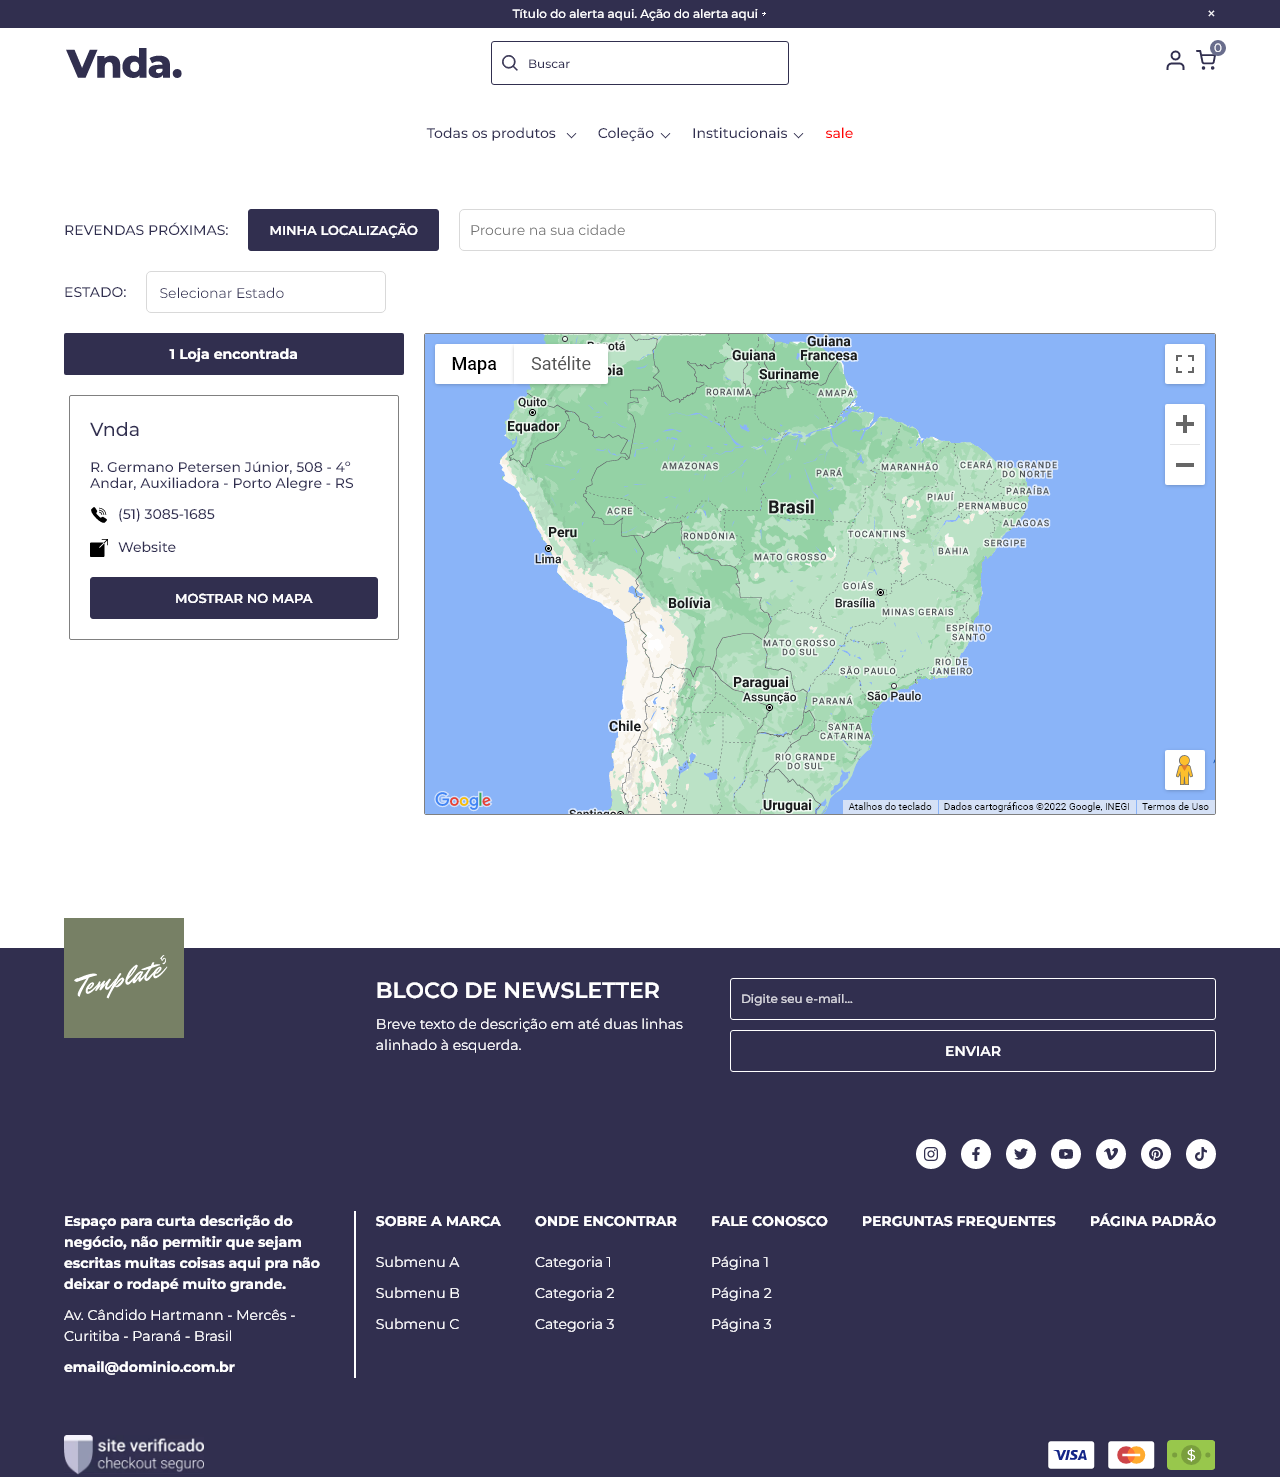 Título do alerta aqui. Ação do alerta aqui +
×
Vnda.
Buscar
0
Todas os produtos
Coleção
Institucionais
sale
REVENDAS PRÓXIMAS:
MINHA LOCALIZAÇÃO
Procure na sua cidade
ESTADO:
Selecionar Estado
1 Loja encontrada
Vnda
R. Germano Petersen Júnior, 508 - 4º
Andar, Auxiliadora - Porto Alegre - RS
(51) 3085-1685
Website
MOSTRAR NO MAPA
Mapa
Satélite
Guiana
Guiana
Francesa
Suriname
RORAIMA
AMAPÁ
Quito
Equador
AMAZONAS
PARÁ
MARANHÃO
CEARÁ
RIO GRANDE
DO NORTE
PARAÍBA
PIAUÍ
PERNAMBUCO
ACRE
Brasil
ALAGOAS
Peru
RONDÔNIA
TOCANTINS
SERGIPE
Lima
MATO GROSSO
BAHIA
GOIÁS
Bolívia
Brasília
MINAS GERAIS
ESPÍRITO
SANTO
MATO GROSSO
DO SUL
SÃO PAULO
RIO DE
JANEIRO
Paraguai
Assunção
PARANÁ
São Paulo
Chile
SANTA
CATARINA
RIO GRANDE
DO SUL
Google
Uruguai
Santiago
Atalhos do teclado
Dados cartográficos ©2022 Google, INEGI
Termos de Uso
Template5
BLOCO DE NEWSLETTER
Breve texto de descrição em até duas linhas
alinhado à esquerda.
Digite seu e-mail...
ENVIAR
Espaço para curta descrição do
negócio, não permitir que sejam
escritas muitas coisas aqui pra não
deixar o rodapé muito grande.
Av. Cândido Hartmann - Mercês -
Curitiba - Paraná - Brasil
email@dominio.com.br
SOBRE A MARCA
Submenu A
Submenu B
Submenu C
ONDE ENCONTRAR
Categoria 1
Categoria 2
Categoria 3
FALE CONOSCO
Página 1
Página 2
Página 3
PERGUNTAS FREQUENTES
PÁGINA PADRÃO
site verificado
checkout seguro
VISA
$